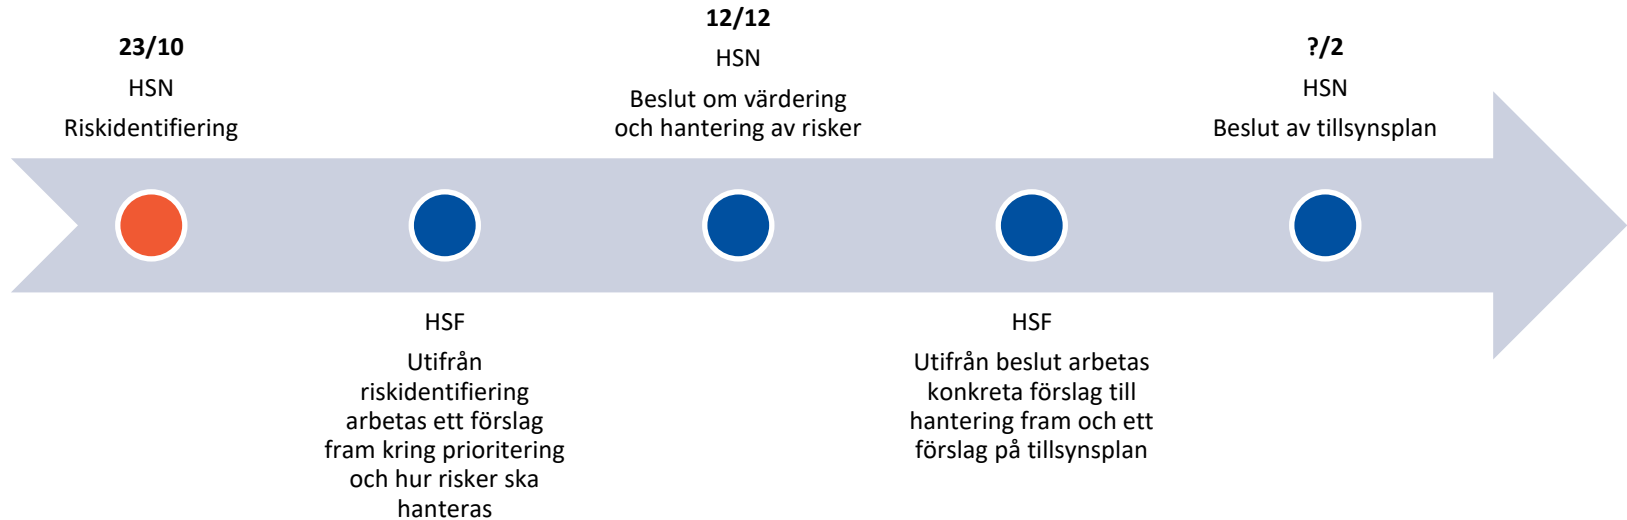 23/10
HSN
Riskidentifiering
HSF
Utifrån
riskidentifiering
arbetas ett förslag
fram kring prioritering
och hur risker ska
hanteras
12/12
HSN
Beslut om värdering
och hantering av risker
HSF
Utifrån beslut arbetas
konkreta förslag till
hantering fram och ett
förslag på tillsynsplan
?/2
HSN
Beslut av tillsynsplan